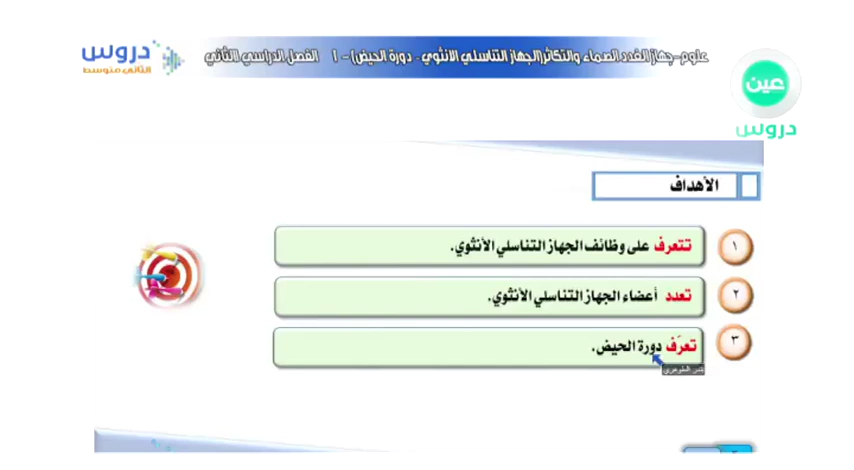 علوم-جهاز الغدد الصماء والتكاثر(الجهاز التناسلي الانثوي - دورة الحيض) - ١ الفصل الدراسي الثاني
دروس
الثاني متوسط
عين
دروس
الأهداف
١ تتعرف على وظائف الجهاز التناسلي الأنثوي.
٢ تعدد أعضاء الجهاز التناسلي الأنثوي.
٣ تعرّف دورة الحيض.